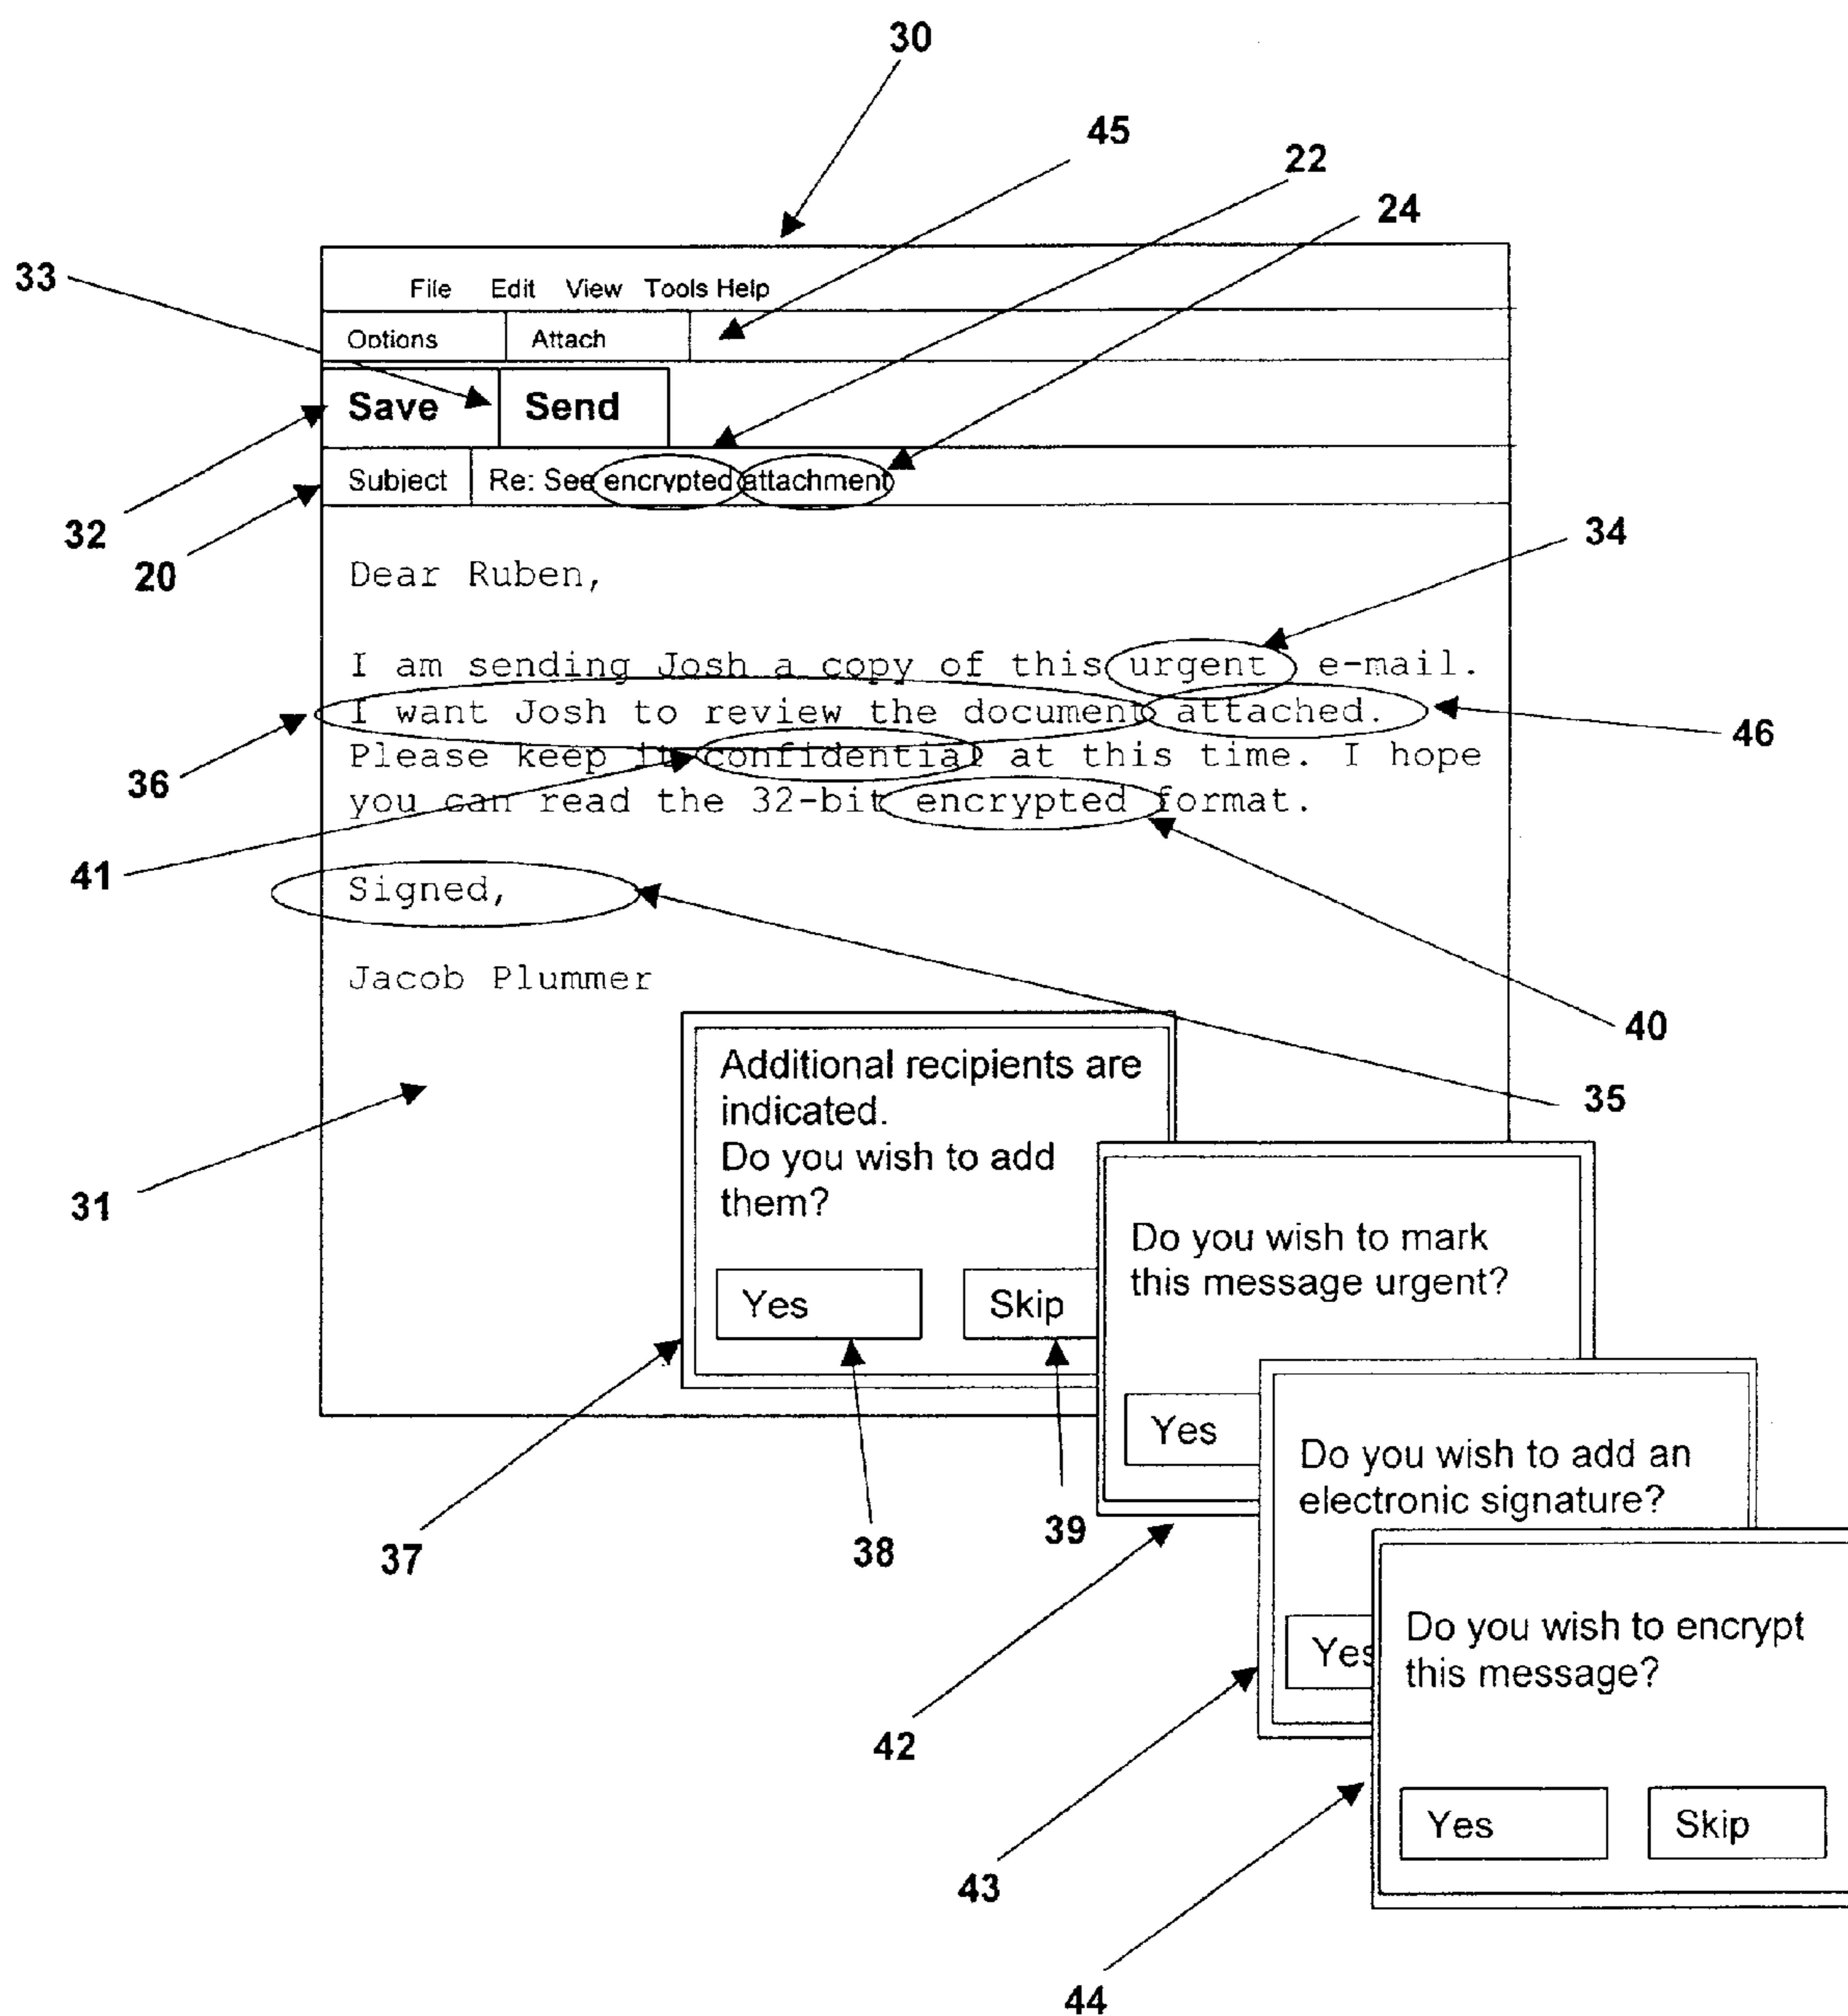 30
45
22
24
33
File Edit View Tools Help
Options Attach
Save Send
Subject Re: See encrypted attachment
32
20
34
Dear Ruben,
I am sending Josh a copy of this urgent e-mail.
I want Josh to review the document attached.
46
36
Please keep it confidential at this time. I hope
you can read the 32-bit encrypted format.
41
Signed,
Jacob Plummer
40
35
31
Additional recipients are
indicated.
Do you wish to add
them?
Yes Skip
37
38
39
Do you wish to mark
this message urgent?
Yes
42
Do you wish to add an
electronic signature?
Yes
43
Do you wish to encrypt
this message?
Yes Skip
44